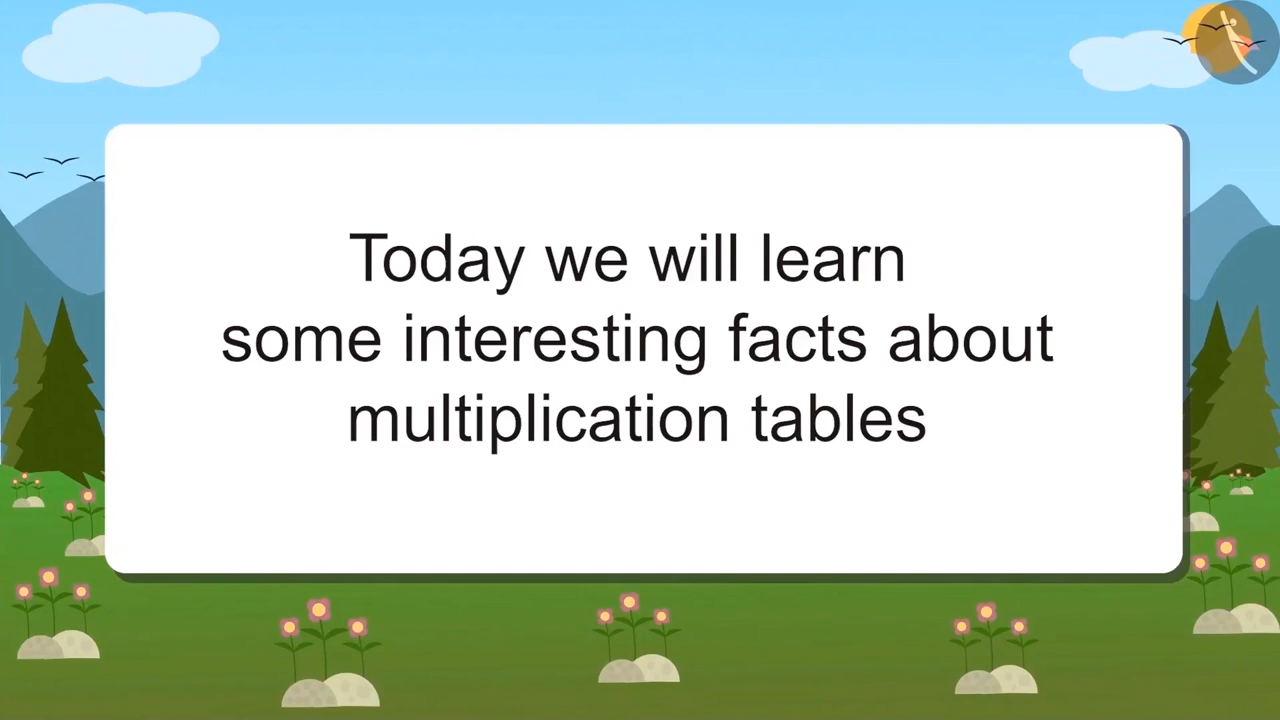 Today we will learn
some interesting facts about
multiplication tables